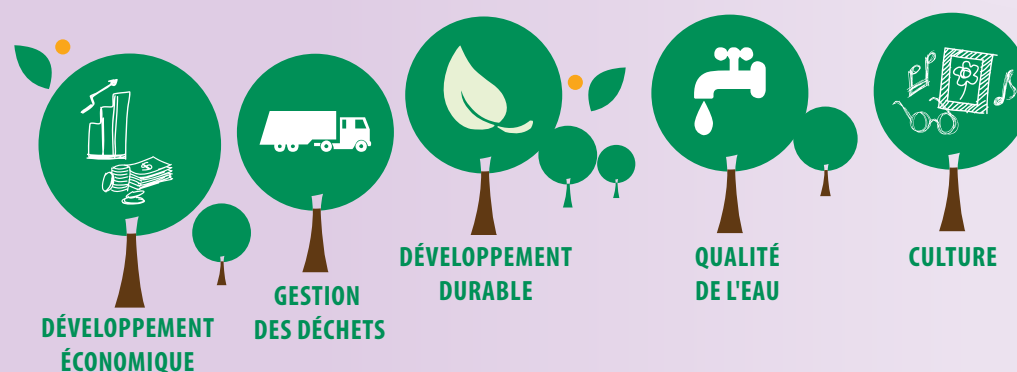 DÉVELOPPEMENT
ÉCONOMIQUE
GESTION
DES DÉCHETS
DÉVELOPPEMENT
DURABLE
QUALITÉ
DE L'EAU
CULTURE